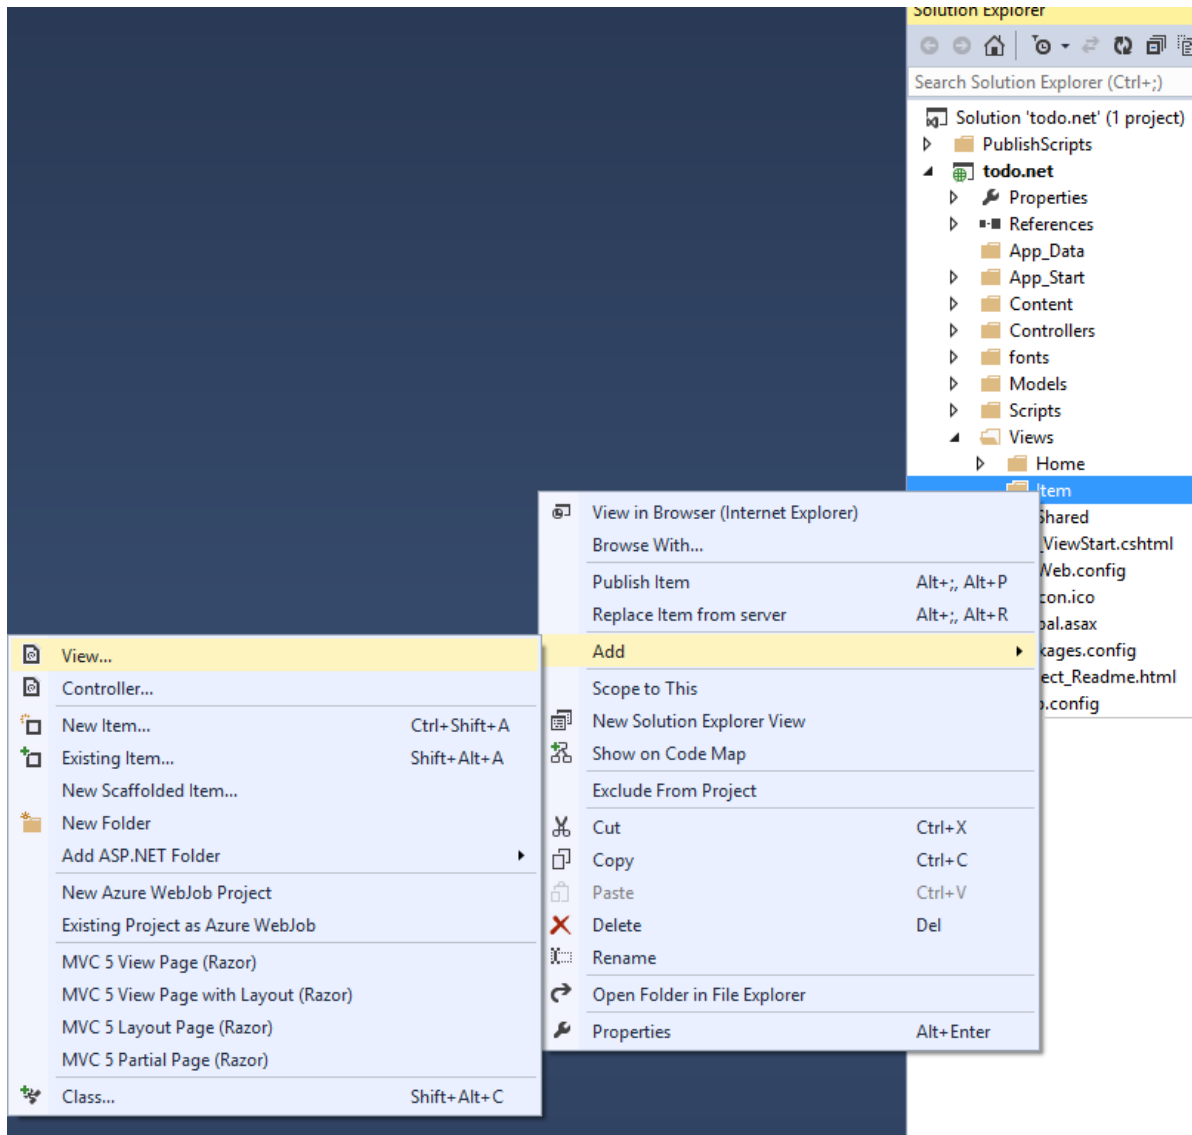 Solution Explorer
Search Solution Explorer (Ctrl+;)
Solution 'todo.net' (1 project)
PublishScripts
todo.net
Properties
References
App_Data
App_Start
Content
Controllers
fonts
Models
Scripts
Views
Home
Item
Shared
_ViewStart.cshtml
Web.config
con.ico
bal.asax
kages.config
ect_Readme.html
.config
View in Browser (Internet Explorer)
Browse With...
Publish Item Alt+;, Alt+P
Replace Item from server Alt+;, Alt+R
Add
Scope to This
New Solution Explorer View
Show on Code Map
Exclude From Project
Cut Ctrl+X
Copy Ctrl+C
Paste Ctrl+V
Delete Del
Rename
Open Folder in File Explorer
Properties Alt+Enter
View...
Controller...
New Item... Ctrl+Shift+A
Existing Item... Shift+Alt+A
New Scaffolded Item...
New Folder
Add ASP.NET Folder
New Azure WebJob Project
Existing Project as Azure WebJob
MVC 5 View Page (Razor)
MVC 5 View Page with Layout (Razor)
MVC 5 Layout Page (Razor)
MVC 5 Partial Page (Razor)
Class... Shift+Alt+C